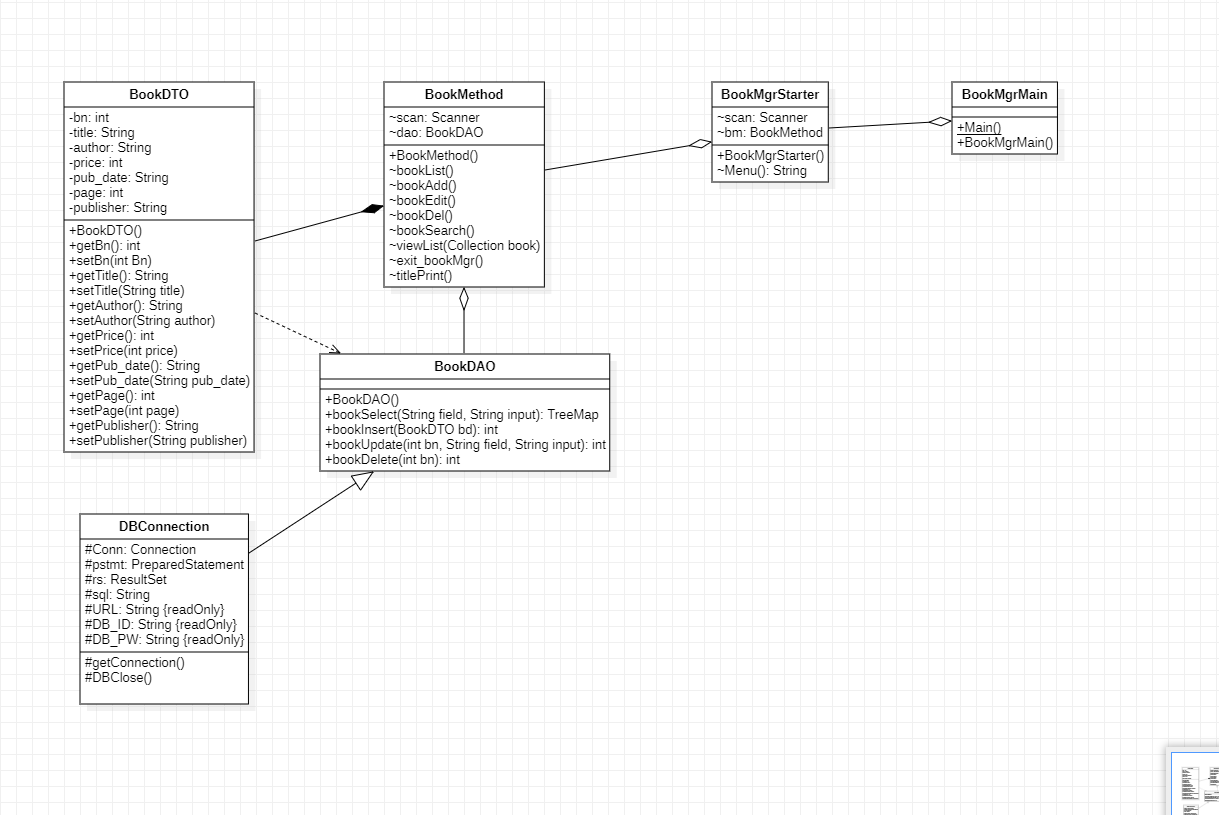 BookDTO
-bn: int
-title: String
-author: String
-price: int
-pub_date: String
-page: int
-publisher: String
+BookDTO()
+getBn(): int
+setBn(int Bn)
+getTitle(): String
+setTitle(String title)
+getAuthor(): String
+setAuthor(String author)
+getPrice(): int
+setPrice(int price)
+getPub_date(): String
+setPub_date(String pub_date)
+getPage(): int
+setPage(int page)
+getPublisher(): String
+setPublisher(String publisher)
BookMethod
~scan: Scanner
~dao: BookDAO
+BookMethod()
~bookList()
~bookAdd()
~bookEdit()
~bookDel()
~bookSearch()
~viewList(Collection book)
~exit_bookMgr()
~titlePrint()
BookMgrStarter
~scan: Scanner
~bm: BookMethod
+BookMgrStarter()
~Menu(): String
BookMgrMain
+Main()
+BookMgrMain()
BookDAO
+BookDAO()
+bookSelect(String field, String input): TreeMap
+bookInsert(BookDTO bd): int
+bookUpdate(int bn, String field, String input): int
+bookDelete(int bn): int
DBConnection
#Conn: Connection
#pstmt: PreparedStatement
#rs: ResultSet
#sql: String
#URL: String {readOnly}
#DB_ID: String {readOnly}
#DB_PW: String {readOnly}
#getConnection()
#DBClose()